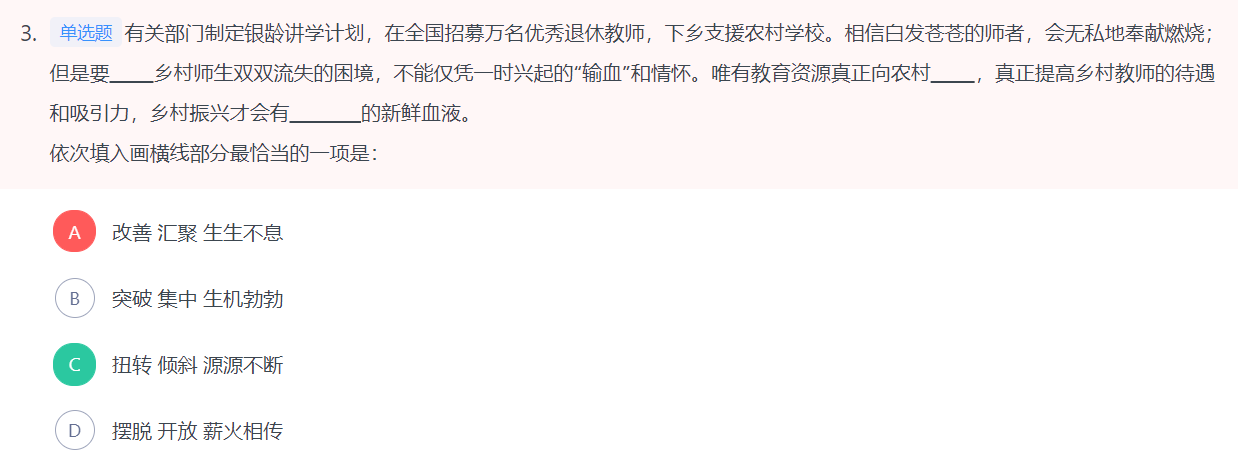 3. 单选题 有关部门制定银龄讲学计划，在全国招募万名优秀退休教师，下乡支援农村学校。相信白发苍苍的师者，会无私地奉献燃烧；
但是要____乡村师生双双流失的困境，不能仅凭一时兴起的“输血”和情怀。唯有教育资源真正向农村____，真正提高乡村教师的待遇
和吸引力，乡村振兴才会有______的新鲜血液。
依次填入画横线部分最恰当的一项是：
A 改善 汇聚 生生不息
B 突破 集中 生机勃勃
C 扭转 倾斜 源源不断
D 摆脱 开放 薪火相传